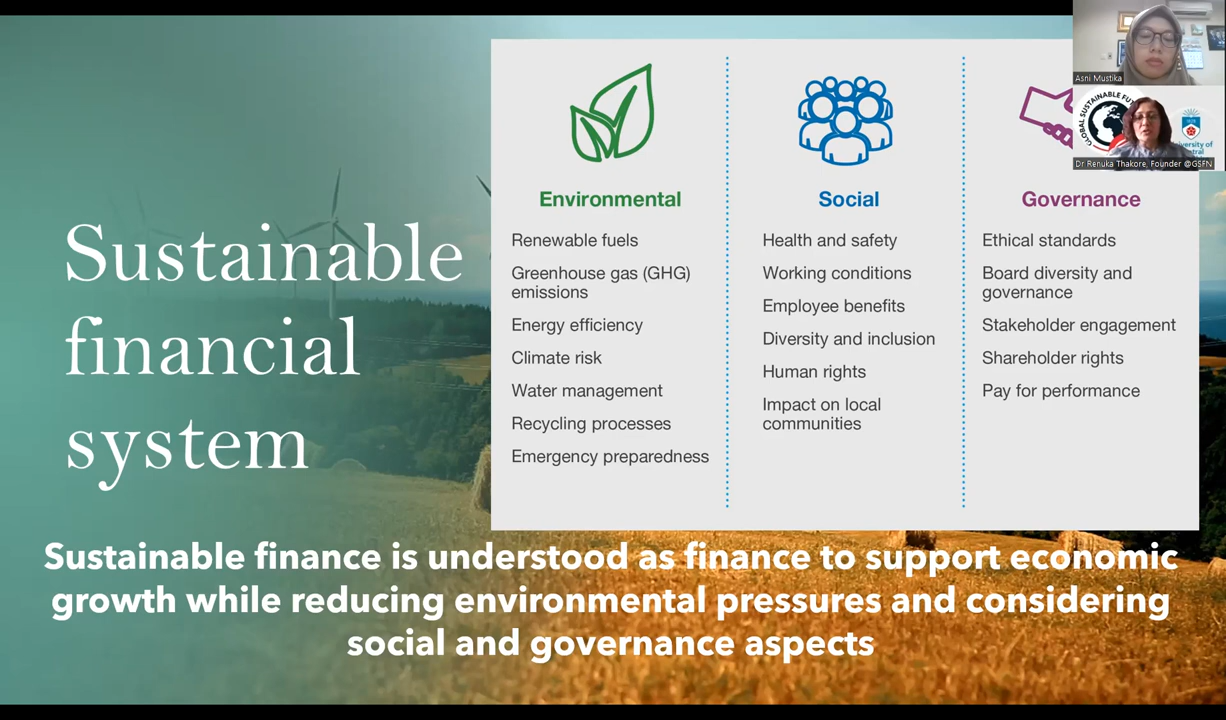 Sustainable
financial
system
Environmental
Renewable fuels
Greenhouse gas (GHG)
emissions
Energy efficiency
Climate risk
Water management
Recycling processes
Emergency preparedness
Social
Health and safety
Working conditions
Employee benefits
Diversity and inclusion
Human rights
Impact on local
communities
Governance
Ethical standards
Board diversity and
governance
Stakeholder engagement
Shareholder rights
Pay for performance
Sustainable finance is understood as finance to support economic
growth while reducing environmental pressures and considering
social and governance aspects
Asni Mustika
GLOBAL SUSTAINABLE
Dr Renuka Thakore, Founder @GSFN